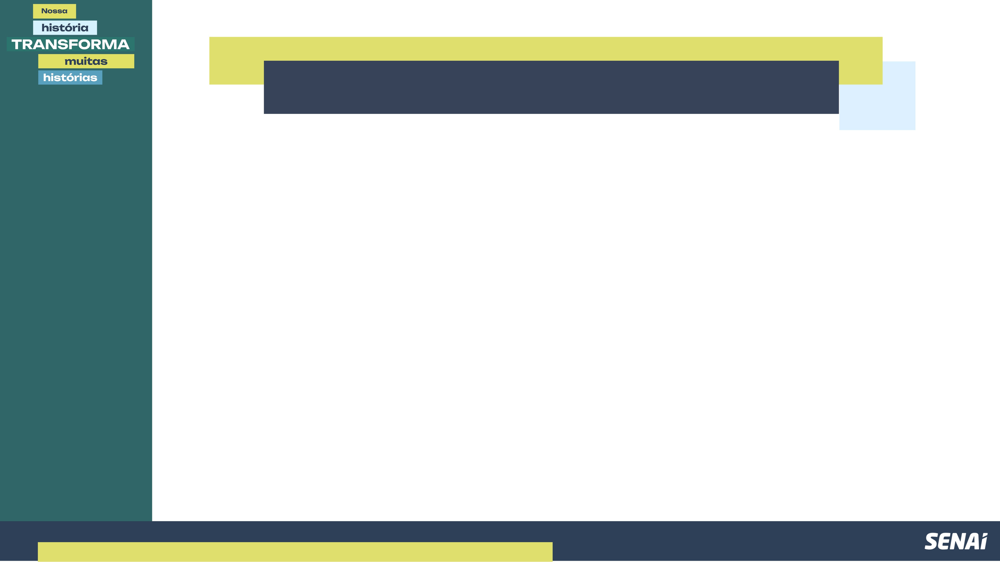 Nossa
história
TRANSFORMA
muitas
histórias
SENAI